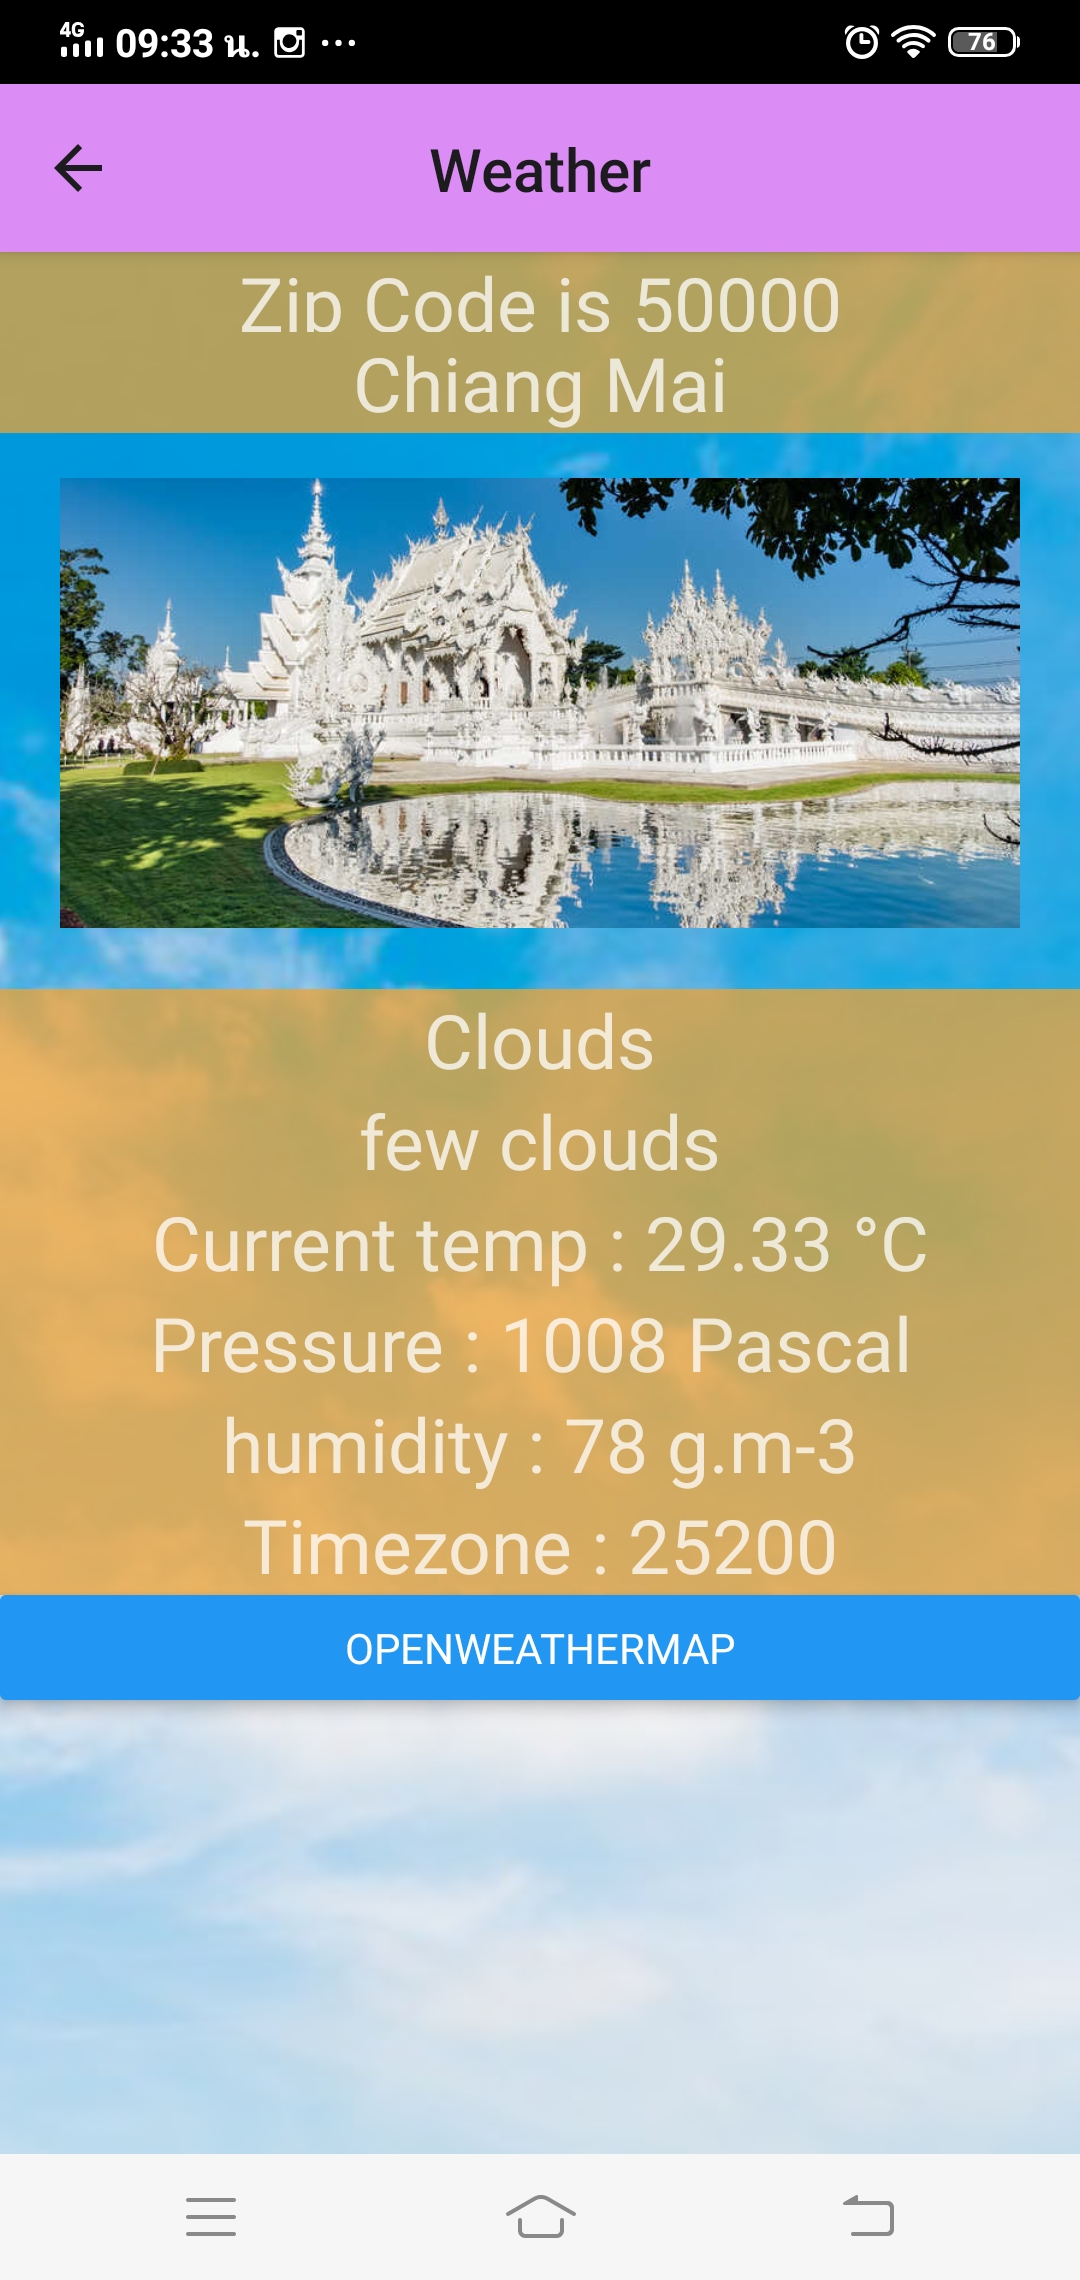 4G
09:33 น.
76
Weather
Zip Code is 50000
Chiang Mai
Clouds
few clouds
Current temp : 29.33 °C
Pressure : 1008 Pascal
humidity : 78 g.m-3
Timezone : 25200
OPENWEATHERMAP